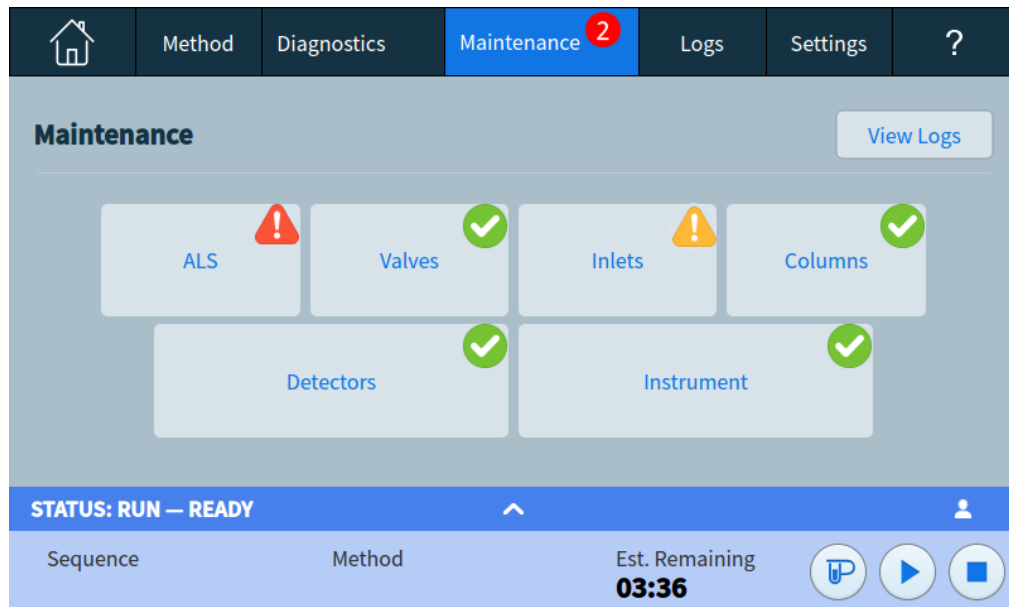 Method Diagnostics Maintenance 2 Logs Settings ?
Maintenance View Logs
ALS Valves Inlets Columns
Detectors Instrument
STATUS: RUN — READY
Sequence Method Est. Remaining
03:36